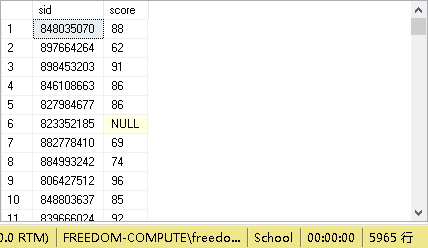 sid score
1 848035070 88
2 897664264 62
3 898453203 91
4 846108663 86
5 827984677 86
6 823352185 NULL
7 882778410 69
8 884993242 74
9 806427512 96
10 848803637 85
11 839666024 92
0.0 RTM) FREEDOM-COMPUTE\freedo... School 00:00:00 5965 行